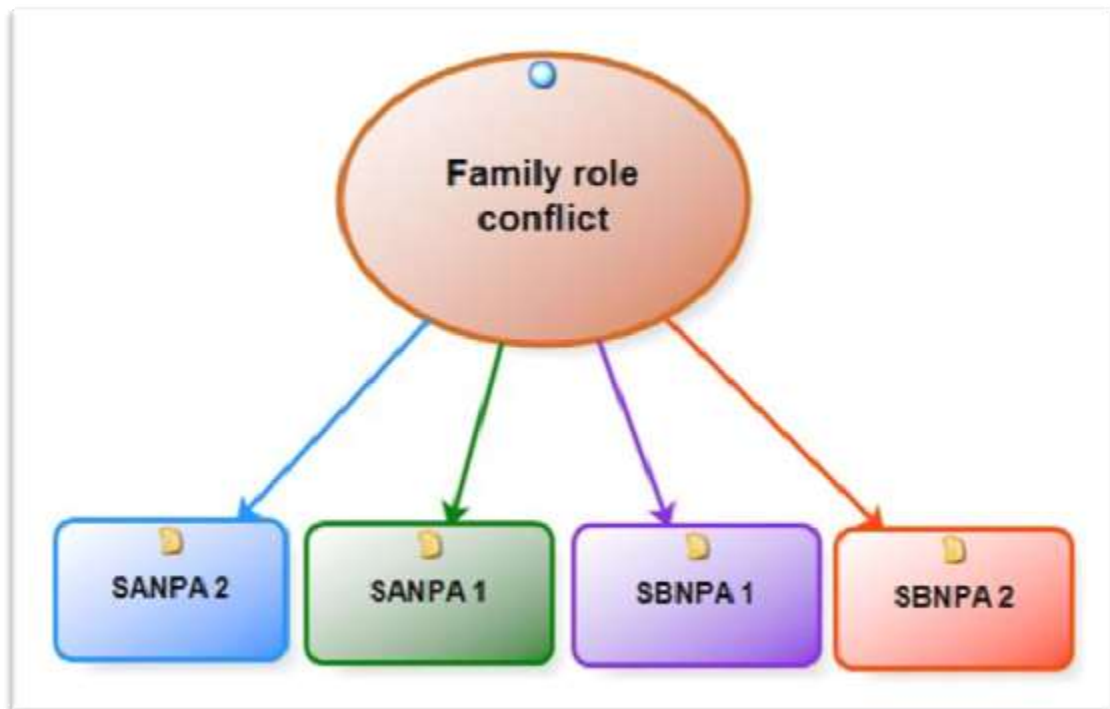 Family role
conflict
SANPA 2
SANPA 1
SBNPA 1
SBNPA 2